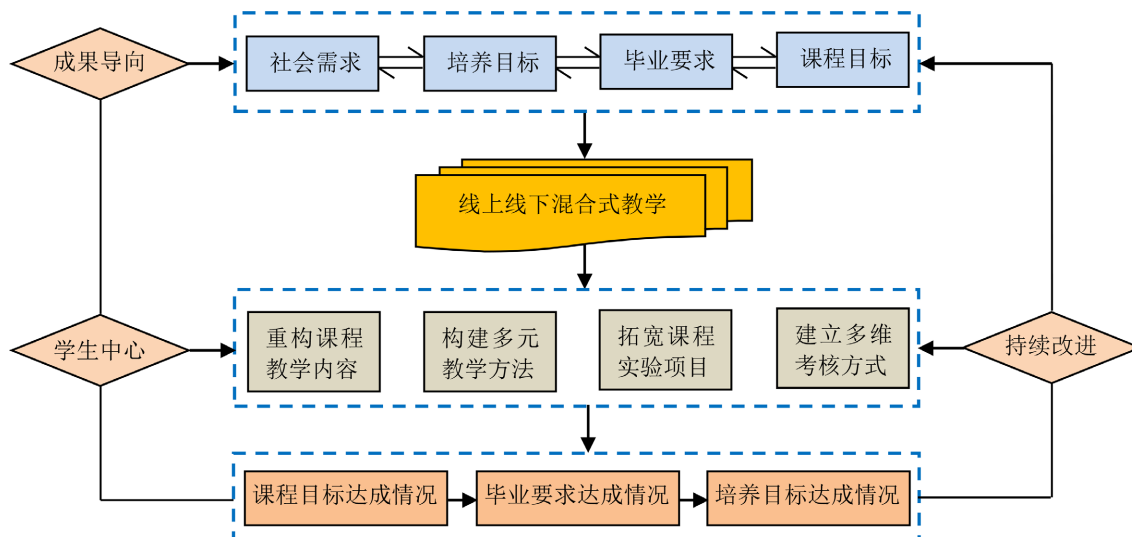 成果导向
社会需求
培养目标
毕业要求
课程目标
线上线下混合式教学
学生中心
重构课程
教学内容
构建多元
教学方法
拓宽课程
实验项目
建立多维
考核方式
持续改进
课程目标达成情况
毕业要求达成情况
培养目标达成情况